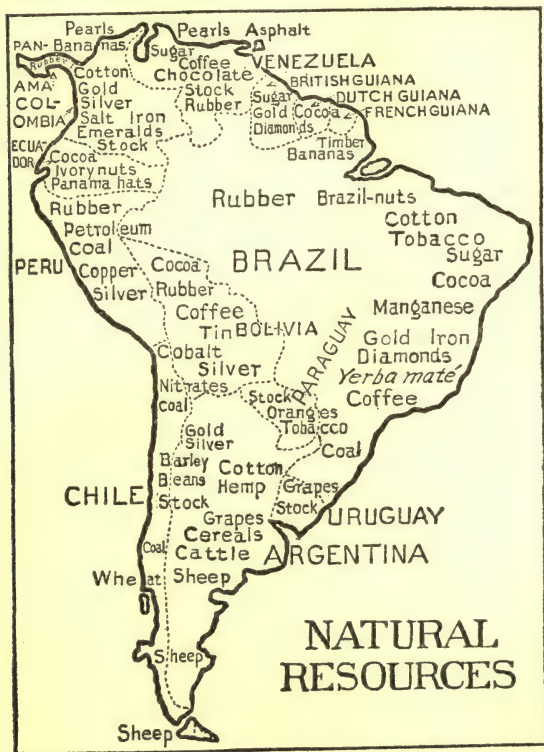 Pearls Pearls Asphalt
PAN- Bananas Sugar
Rubber Coffee VENEZUELA
AMA Cotton Chocolate BRITISH GUIANA
COL- Gold Stock Sugar DUTCH GUIANA
OMBIA Silver Rubber Gold Cocoa FRENCH GUIANA
Salt Iron Diamonds
Emeralds Timber
ECUA- Stock Bananas
DOR Cocoa
Ivory nuts
Panama hats
Rubber Rubber Brazil-nuts
Petroleum Cotton
Coal Tobacco
PERU Copper Cocoa BRAZIL Sugar
Silver Rubber Cocoa
Coffee Manganese
Tin BOLIVIA PARAGUAY Gold Iron
Cobalt Diamonds
Silver Yerba maté
Nitrates Stock Coffee
Coal Oranges
Gold Tobacco
Silver Coal
Barley Cotton
CHILE Beans Hemp Grapes
Stock Stock URUGUAY
Grapes
Cereals
Coal Cattle ARGENTINA
Wheat Sheep
NATURAL
RESOURCES
Sheep
Sheep